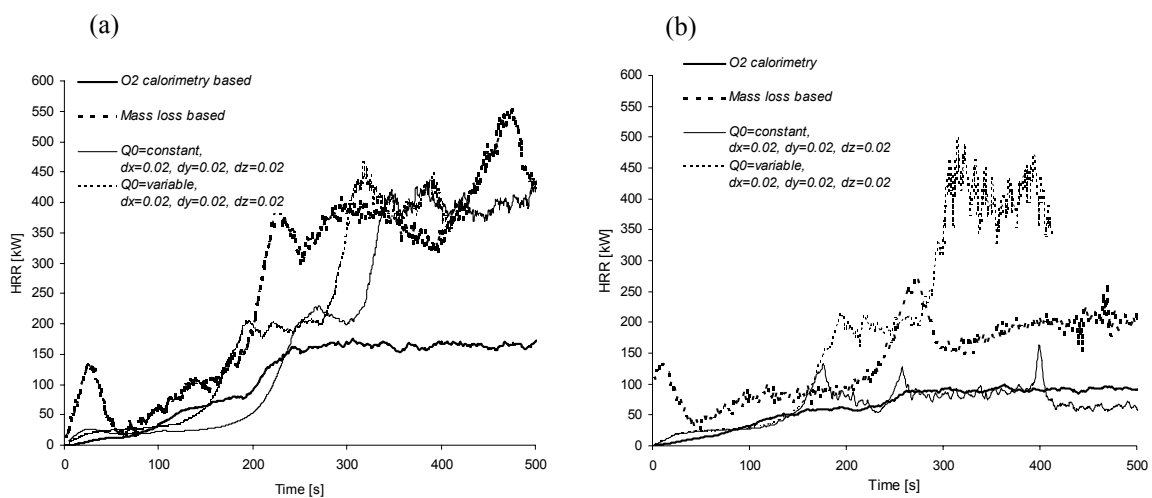 (a)
O2 calorimetry based
Mass loss based
Q0=constant,
dx=0.02, dy=0.02, dz=0.02
Q0=variable,
dx=0.02, dy=0.02, dz=0.02
600
550
500
450
400
350
300
250
200
150
100
50
0
HRR [kW]
0 100 200 300 400 500
Time [s]
(b)
O2 calorimetry
Mass loss based
Q0=constant,
dx=0.02, dy=0.02, dz=0.02
Q0=variable,
dx=0.02, dy=0.02, dz=0.02
600
550
500
450
400
350
300
250
200
150
100
50
0
HRR [kW]
0 100 200 300 400 500
Time [s]